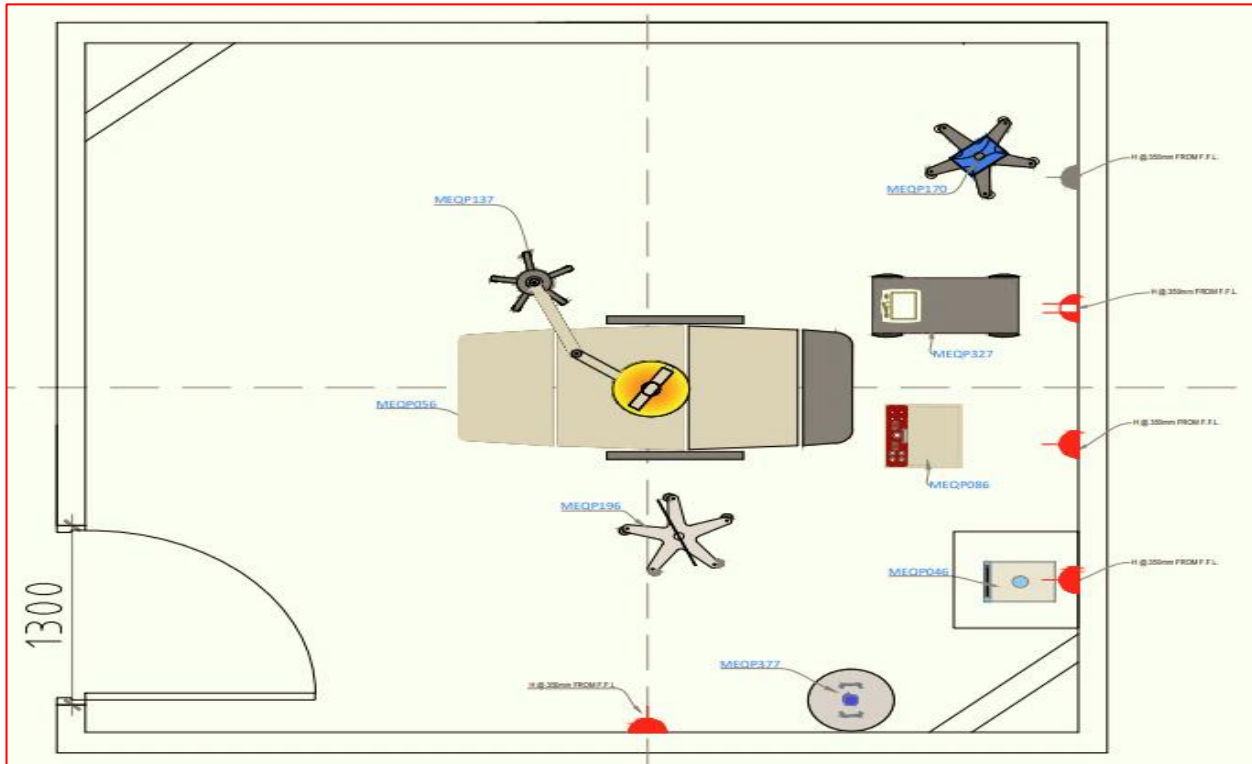 H @ 350mm FROM F.F.L.
MEQP170
MEQP137
H @ 350mm FROM F.F.L
MEQP327
MEQP056
H @ 350mm FROM F.F.L.
MEQP086
MEQP196
H @ 350mm FROM F.F.L.
MEQP046
1300
MEQP377
H @ 350mm FROM F.F.L